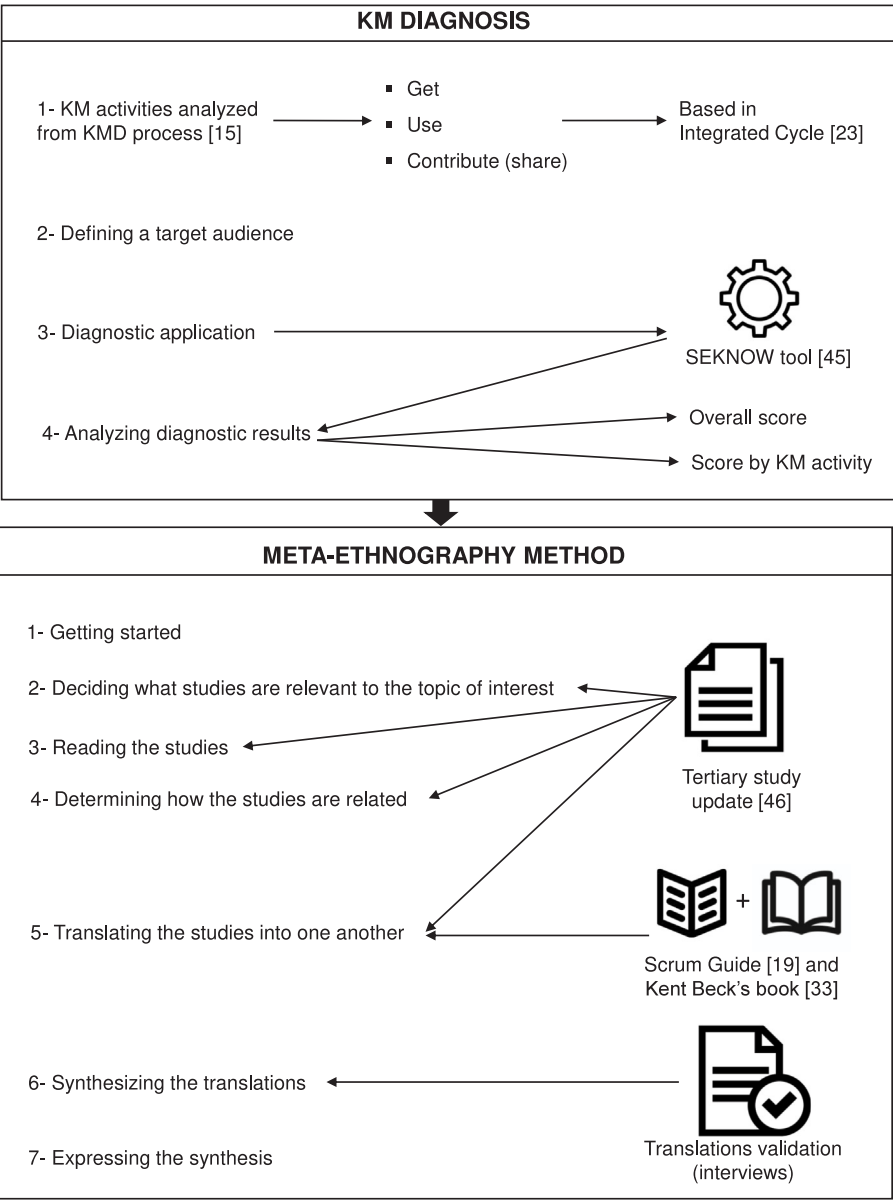 KM DIAGNOSIS
1- KM activities analyzed
from KMD process [15]
▪ Get
▪ Use
▪ Contribute (share)
Based in
Integrated Cycle [23]
2- Defining a target audience
3- Diagnostic application
SEKNOW tool [45]
4- Analyzing diagnostic results
Overall score
Score by KM activity
META-ETHNOGRAPHY METHOD
1- Getting started
2- Deciding what studies are relevant to the topic of interest
3- Reading the studies
4- Determining how the studies are related
Tertiary study
update [46]
5- Translating the studies into one another
+
Scrum Guide [19] and
Kent Beck's book [33]
6- Synthesizing the translations
7- Expressing the synthesis
Translations validation
(interviews)